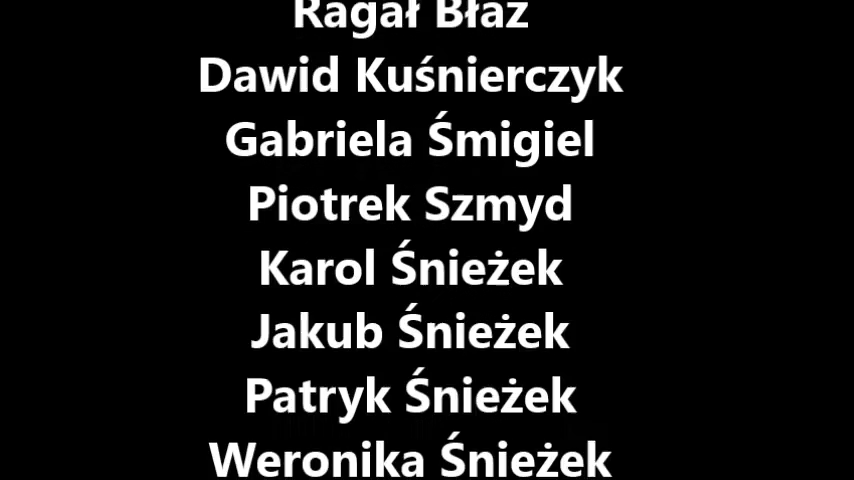 Ragał Błaz
Dawid Kuśnierczyk
Gabriela Śmigiel
Piotrek Szmyd
Karol Śnieżek
Jakub Śnieżek
Patryk Śnieżek
Weronika Śnieżek